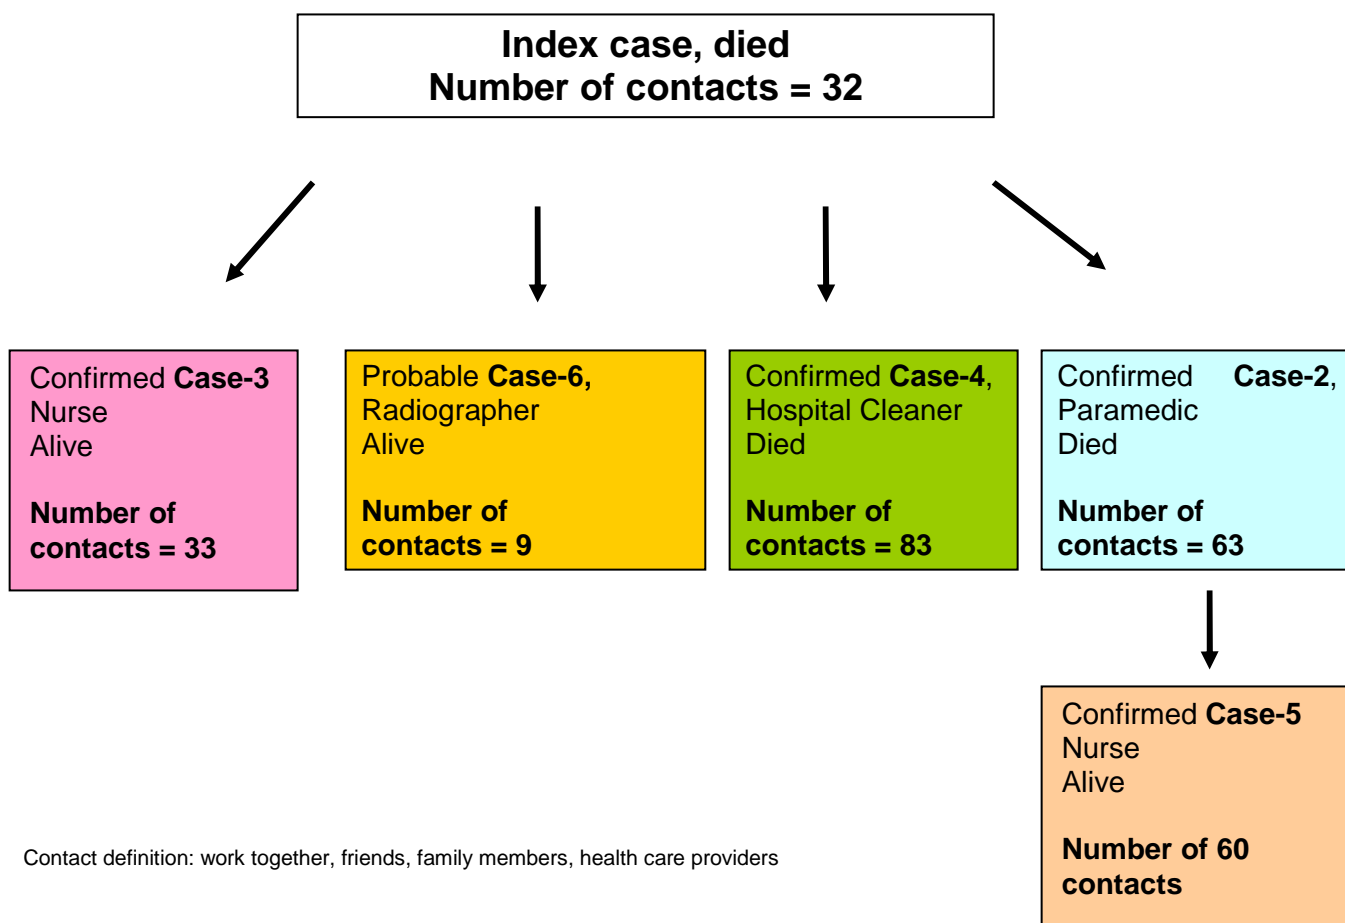 Index case, died
Number of contacts = 32
Confirmed Case-3
Nurse
Alive
Number of
contacts = 33
Probable Case-6,
Radiographer
Alive
Number of
contacts = 9
Confirmed Case-4,
Hospital Cleaner
Died
Number of
contacts = 83
Confirmed Case-2,
Paramedic
Died
Number of
contacts = 63
Confirmed Case-5
Nurse
Alive
Number of 60
contacts
Contact definition: work together, friends, family members, health care providers